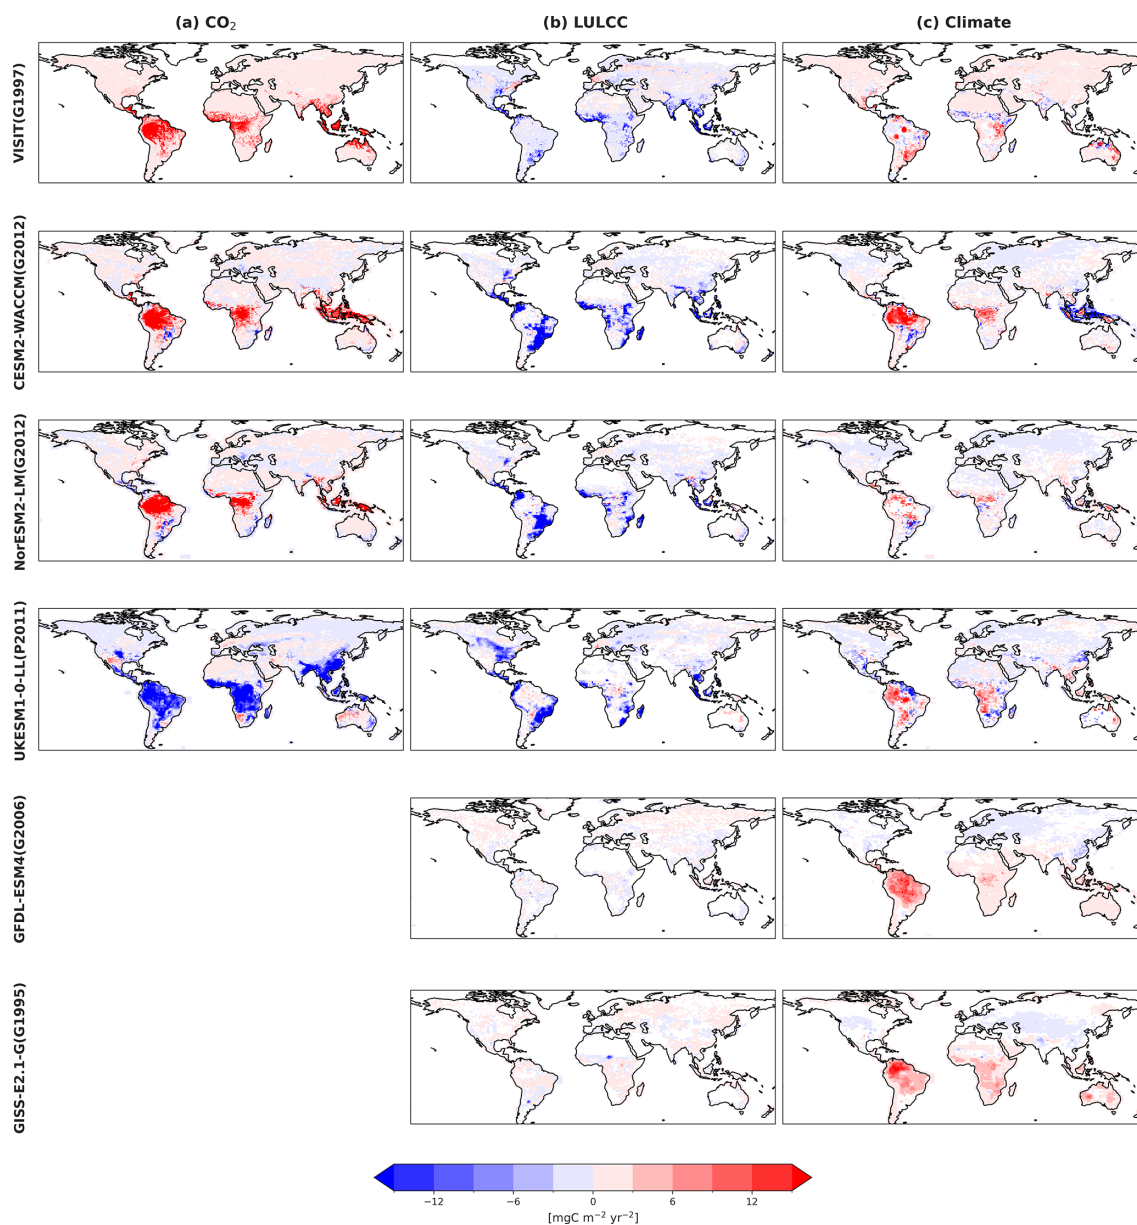 (a) CO₂ (b) LULCC (c) Climate
VISIT(G1997)
CESM2-WACCM(G2012)
NorESM2-LM(G2012)
UKESM1-0-LL(P2011)
GFDL-ESM4(G2006)
GISS-E2.1-G(G1995)
−12 −6 0 6 12
[mgC m⁻² yr⁻²]